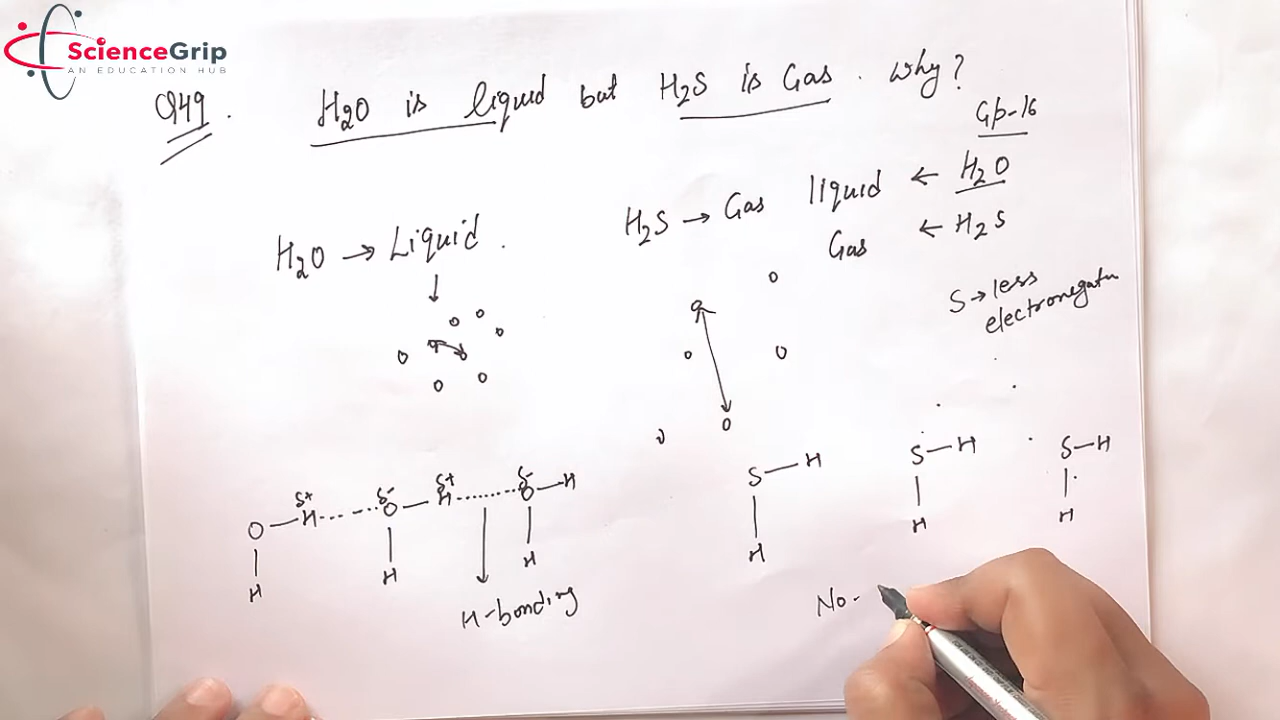 ScienceGrip
AN EDUCATION HUB
Q49. H2O is liquid but H2S is Gas. Why?
Gp-16
H2O → Liquid.
H2S → Gas
liquid ← H2O
Gas ← H2S
S → less
electronegatu
O — H δ+ ...... δ- O — H δ+ ...... δ- O — H
H H H
H-bonding
S — H S — H S — H
H H H
No-